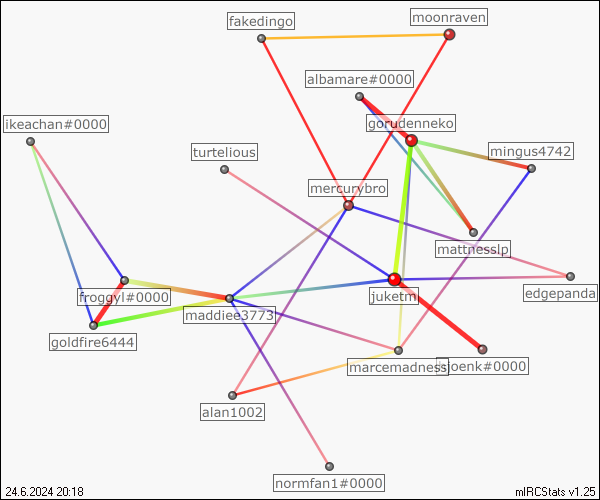 fakedingo
moonraven
albamare#0000
ikeachan#0000
gorudenneko
turtelious
mingus4742
mercurybro
mattnesslp
froggyl#0000
juketm
edgepanda
maddiee3773
goldfire6444
marcemadness
sjoenk#0000
alan1002
normfan1#0000
24.6.2024 20:18
mIRCStats v1.25